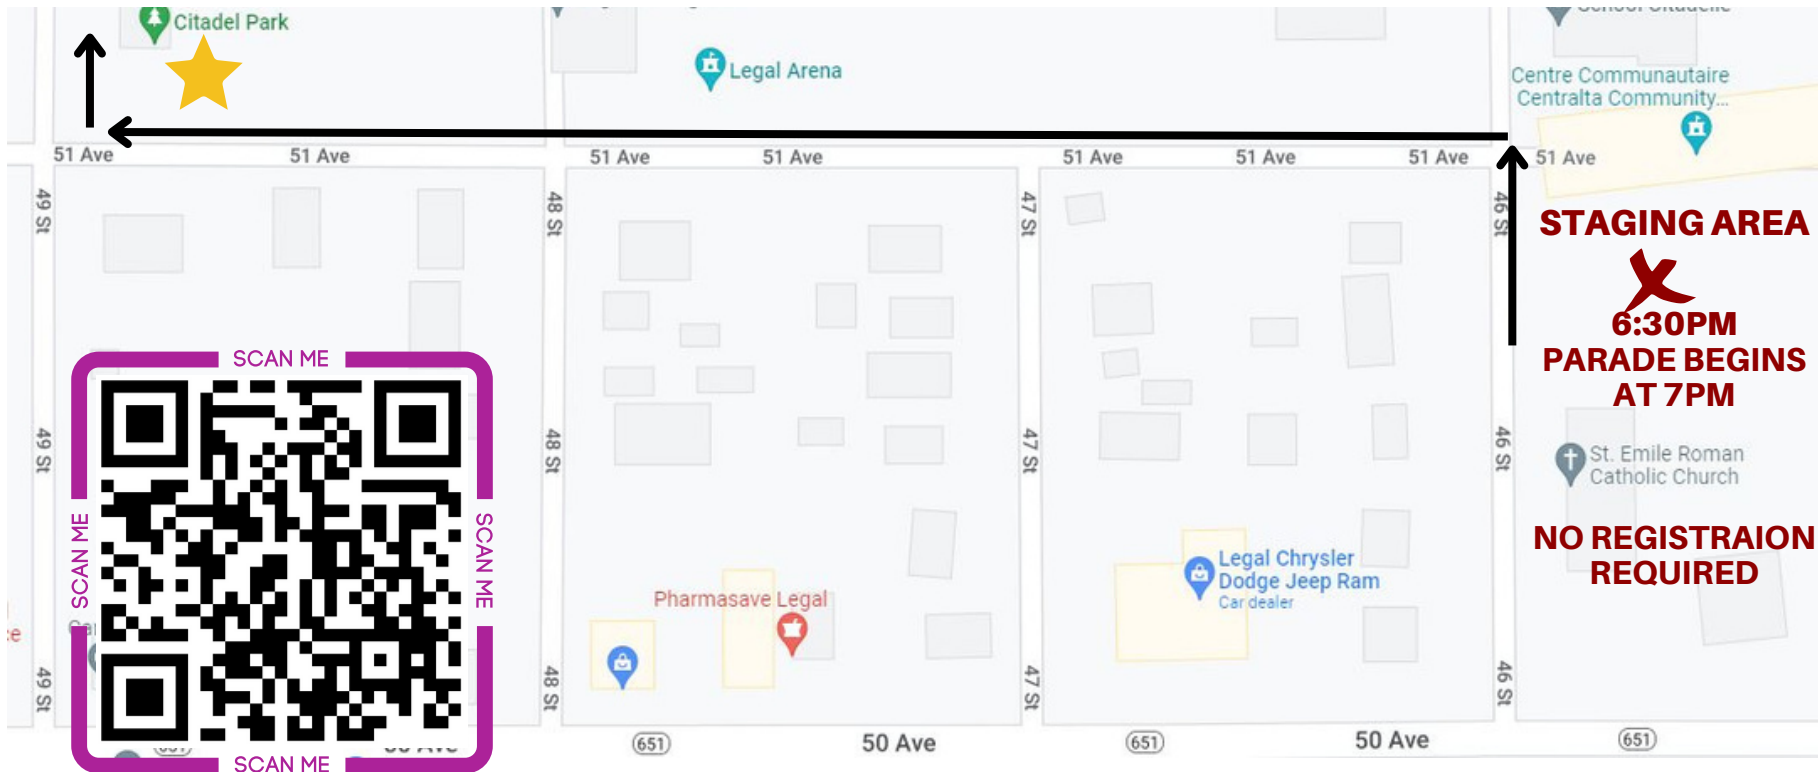 Citadel Park
Legal Arena
Centre Communautaire
Centralta Community...
51 Ave
51 Ave
51 Ave
51 Ave
51 Ave
51 Ave
51 Ave
51 Ave
49 St
48 St
47 St
46 St
STAGING AREA
6:30PM
PARADE BEGINS
AT 7PM
SCAN ME
SCAN ME
SCAN ME
SCAN ME
49 St
48 St
47 St
46 St
St. Emile Roman
Catholic Church
NO REGISTRAION
REQUIRED
Legal Chrysler
Dodge Jeep Ram
Car dealer
Pharmasave Legal
49 St
48 St
47 St
46 St
651
50 Ave
651
50 Ave
651